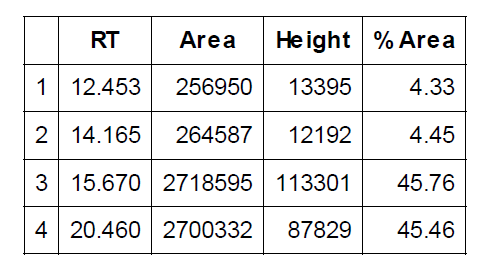 RT Area Height % Area
1 12.453 256950 13395 4.33
2 14.165 264587 12192 4.45
3 15.670 2718595 113301 45.76
4 20.460 2700332 87829 45.46